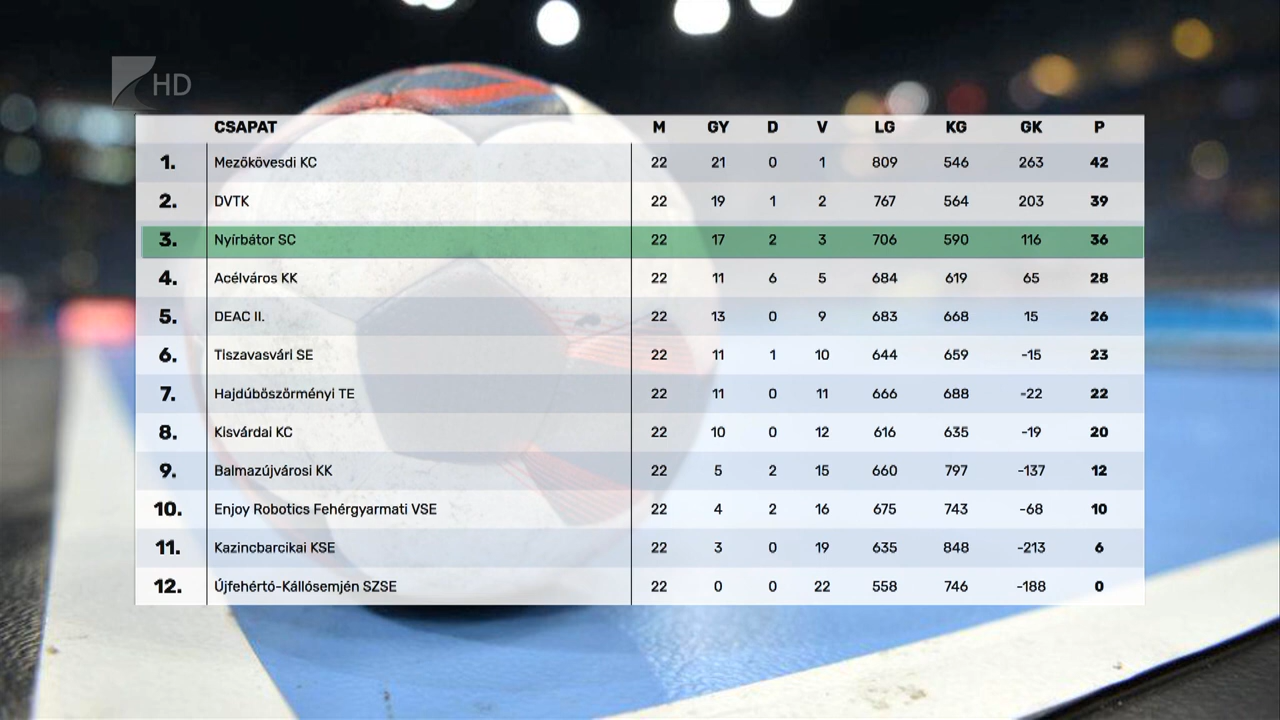 HD
CSAPAT M GY D V LG KG GK P
1. Mezőkövesdi KC 22 21 0 1 809 546 263 42
2. DVTK 22 19 1 2 767 564 203 39
3. Nyírbátor SC 22 17 2 3 706 590 116 36
4. Acélváros KK 22 11 6 5 684 619 65 28
5. DEAC II. 22 13 0 9 683 668 15 26
6. Tiszavasvári SE 22 11 1 10 644 659 -15 23
7. Hajdúböszörményi TE 22 11 0 11 666 688 -22 22
8. Kisvárdai KC 22 10 0 12 616 635 -19 20
9. Balmazújvárosi KK 22 5 2 15 660 797 -137 12
10. Enjoy Robotics Fehérgyarmati VSE 22 4 2 16 675 743 -68 10
11. Kazincbarcikai KSE 22 3 0 19 635 848 -213 6
12. Újfehértó-Kállósemjén SZSE 22 0 0 22 558 746 -188 0